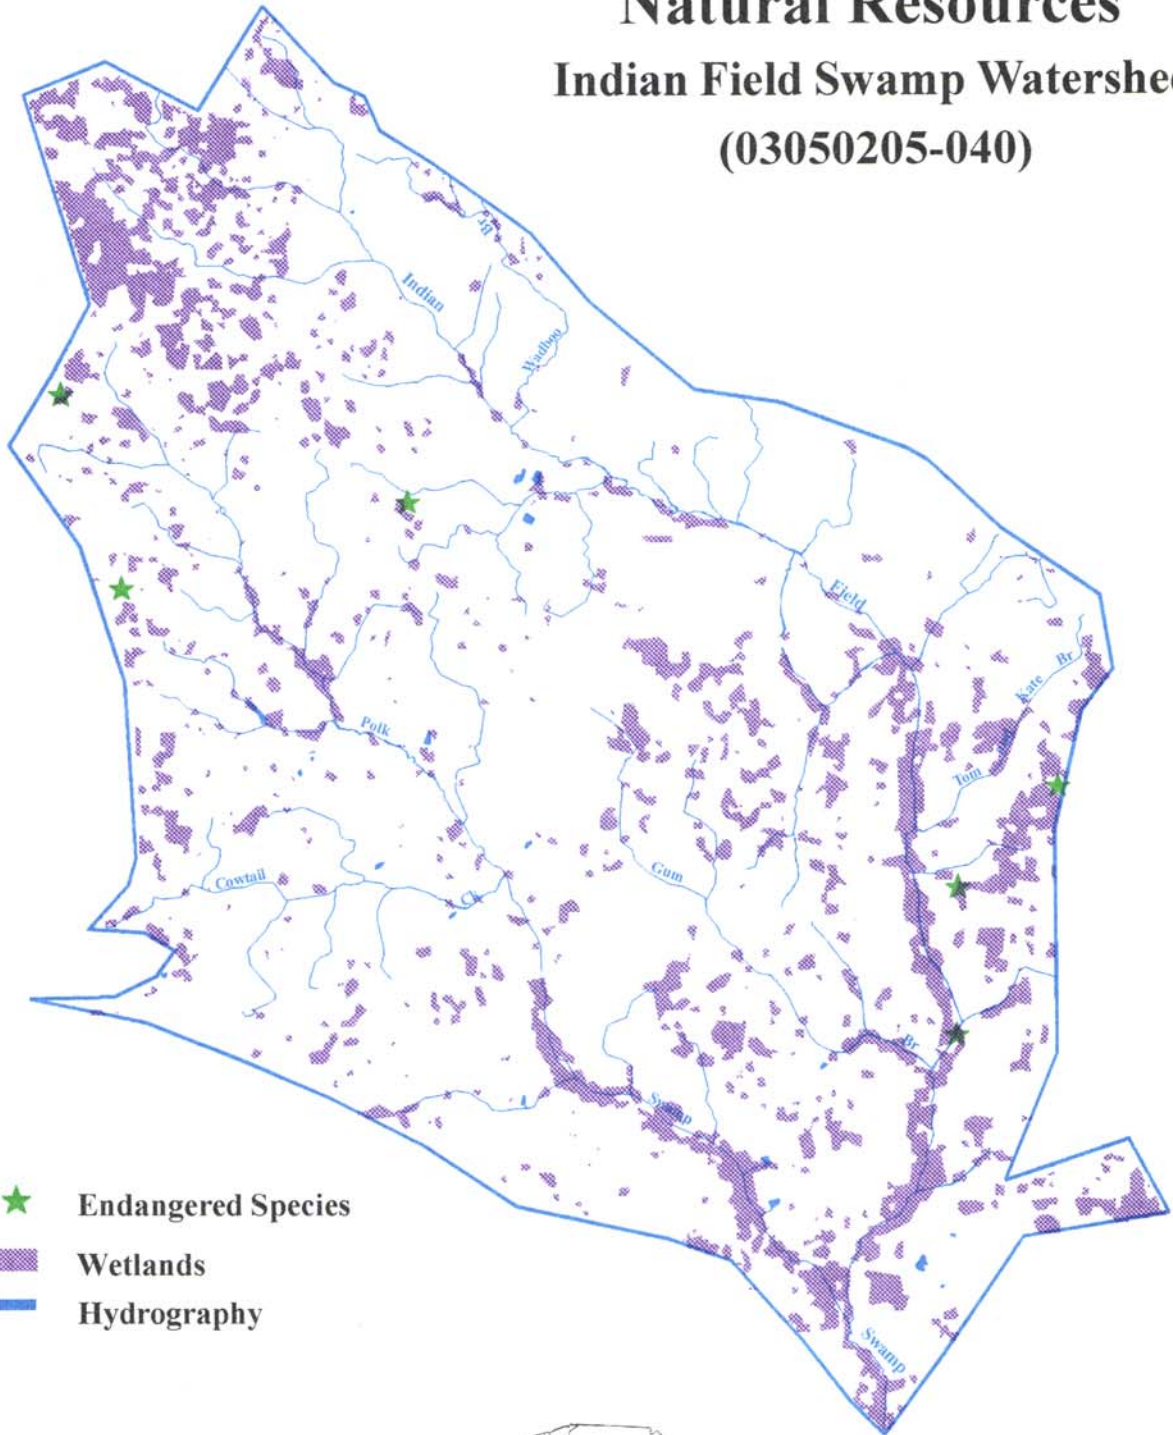 Natural Resources
Indian Field Swamp Watershed
(03050205-040)
Br
Indian
Wadboo
Field
Br
Kate
Tom
Polk
Gum
Cowtail
Ck
Br
Swamp
Endangered Species
Wetlands
Hydrography
Swamp